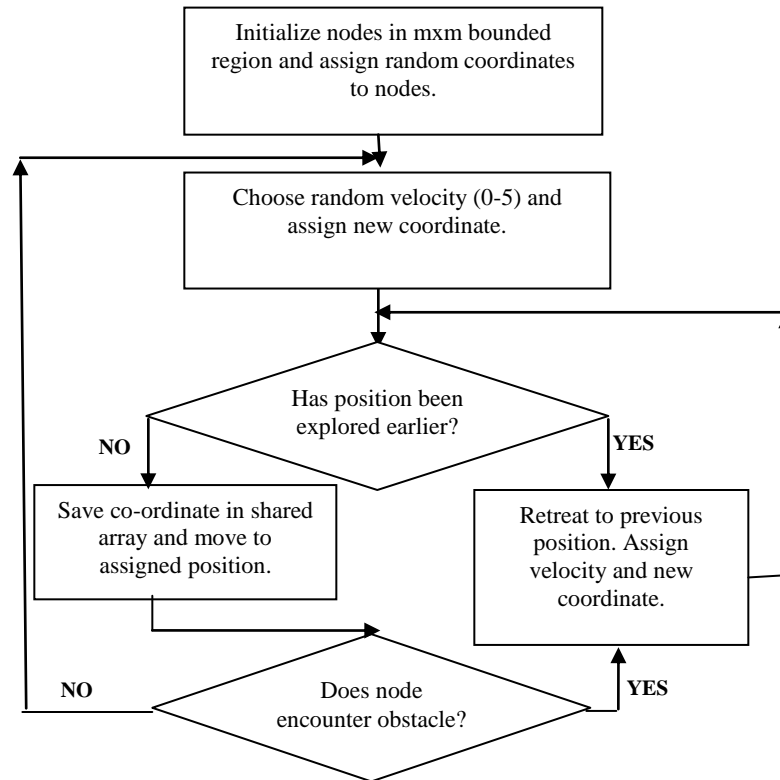 Initialize nodes in mxm bounded
region and assign random coordinates
to nodes.
Choose random velocity (0-5) and
assign new coordinate.
Has position been
explored earlier?
NO
YES
Save co-ordinate in shared
array and move to
assigned position.
Retreat to previous
position. Assign
velocity and new
coordinate.
Does node
encounter obstacle?
NO
YES